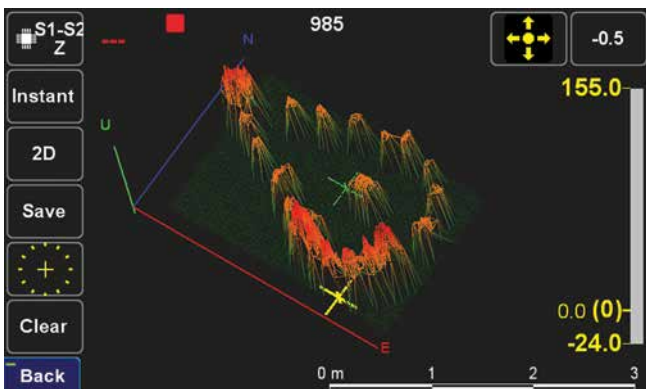 S1-S2
Z
---
985
-0.5
Instant
2D
Save
Clear
Back
N
U
E
155.0
0.0 (0)
-24.0
0 m 1 2 3